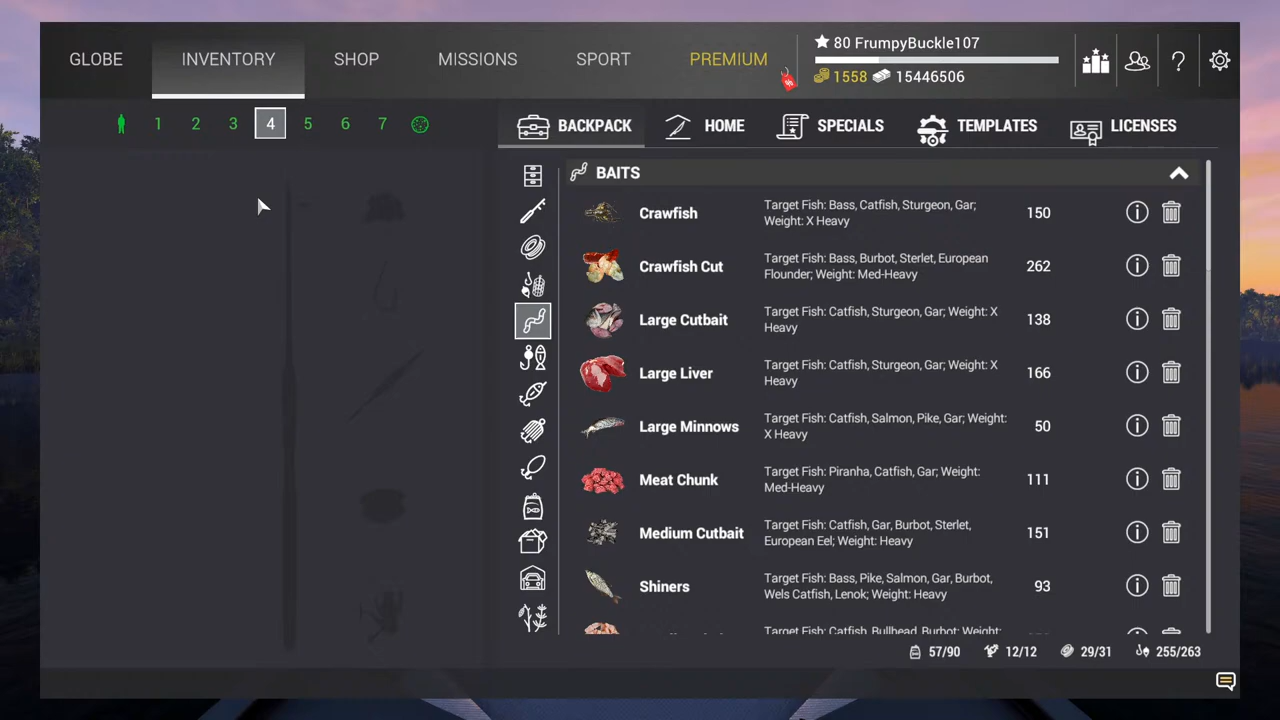 GLOBE
INVENTORY
SHOP
MISSIONS
SPORT
PREMIUM
80 FrumpyBuckle107
1558 15446506
1 2 3 4 5 6 7
BACKPACK
HOME
SPECIALS
TEMPLATES
LICENSES
BAITS
Crawfish
Target Fish: Bass, Catfish, Sturgeon, Gar;
Weight: X Heavy
150
Crawfish Cut
Target Fish: Bass, Burbot, Sterlet, European
Flounder; Weight: Med-Heavy
262
Large Cutbait
Target Fish: Catfish, Sturgeon, Gar; Weight: X
Heavy
138
Large Liver
Target Fish: Catfish, Sturgeon, Gar; Weight: X
Heavy
166
Large Minnows
Target Fish: Catfish, Salmon, Pike, Gar; Weight:
X Heavy
50
Meat Chunk
Target Fish: Piranha, Catfish, Gar; Weight:
Med-Heavy
111
Medium Cutbait
Target Fish: Catfish, Gar, Burbot, Sterlet,
European Eel; Weight: Heavy
151
Shiners
Target Fish: Bass, Pike, Salmon, Gar, Burbot,
Wels Catfish, Lenok; Weight: Heavy
93
Target Fish: Catfish, Bullhead, Burbot; Weight:
57/90
12/12
29/31
255/263